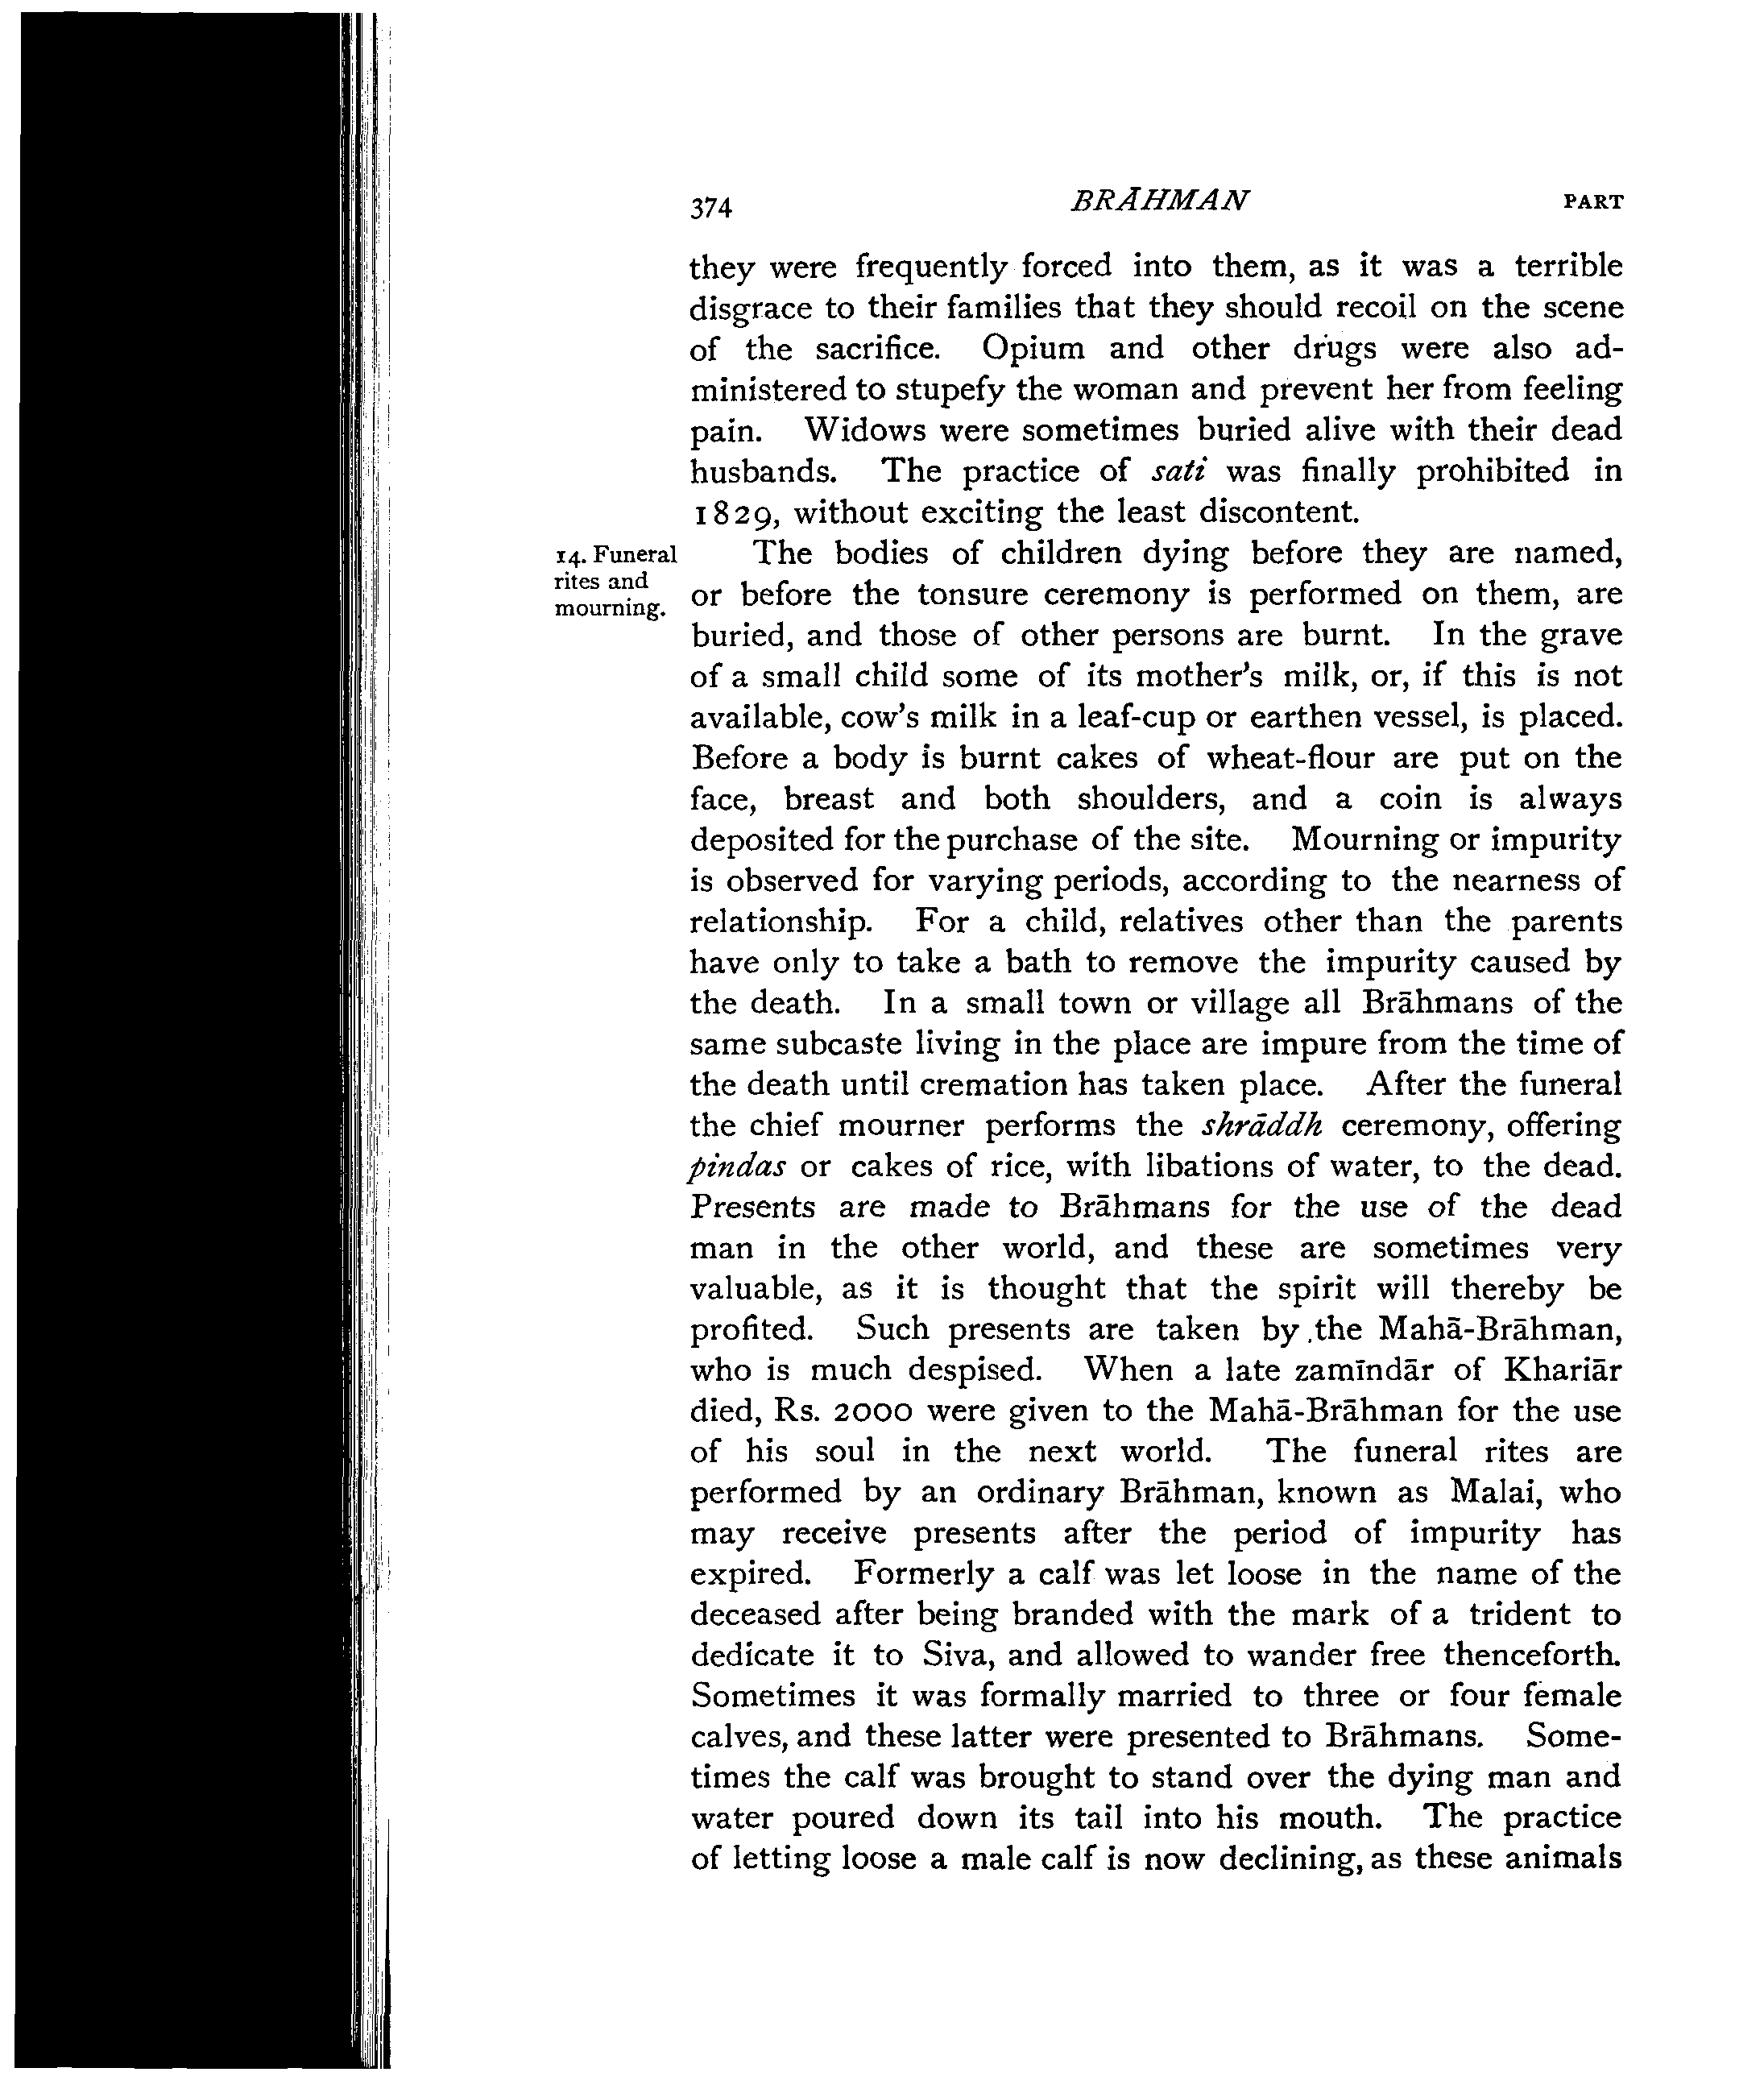 374 BRĀHMAN PART
they were frequently forced into them, as it was a terrible
disgrace to their families that they should recoil on the scene
of the sacrifice. Opium and other drugs were also ad-
ministered to stupefy the woman and prevent her from feeling
pain. Widows were sometimes buried alive with their dead
husbands. The practice of sati was finally prohibited in
1829, without exciting the least discontent.
14. Funeral
rites and
mourning.
The bodies of children dying before they are named,
or before the tonsure ceremony is performed on them, are
buried, and those of other persons are burnt. In the grave
of a small child some of its mother's milk, or, if this is not
available, cow's milk in a leaf-cup or earthen vessel, is placed.
Before a body is burnt cakes of wheat-flour are put on the
face, breast and both shoulders, and a coin is always
deposited for the purchase of the site. Mourning or impurity
is observed for varying periods, according to the nearness of
relationship. For a child, relatives other than the parents
have only to take a bath to remove the impurity caused by
the death. In a small town or village all Brāhmans of the
same subcaste living in the place are impure from the time of
the death until cremation has taken place. After the funeral
the chief mourner performs the shrāddh ceremony, offering
pindas or cakes of rice, with libations of water, to the dead.
Presents are made to Brāhmans for the use of the dead
man in the other world, and these are sometimes very
valuable, as it is thought that the spirit will thereby be
profited. Such presents are taken by the Mahā-Brāhman,
who is much despised. When a late zamīndār of Khariār
died, Rs. 2000 were given to the Mahā-Brāhman for the use
of his soul in the next world. The funeral rites are
performed by an ordinary Brāhman, known as Malai, who
may receive presents after the period of impurity has
expired. Formerly a calf was let loose in the name of the
deceased after being branded with the mark of a trident to
dedicate it to Siva, and allowed to wander free thenceforth.
Sometimes it was formally married to three or four female
calves, and these latter were presented to Brāhmans. Some-
times the calf was brought to stand over the dying man and
water poured down its tail into his mouth. The practice
of letting loose a male calf is now declining, as these animals